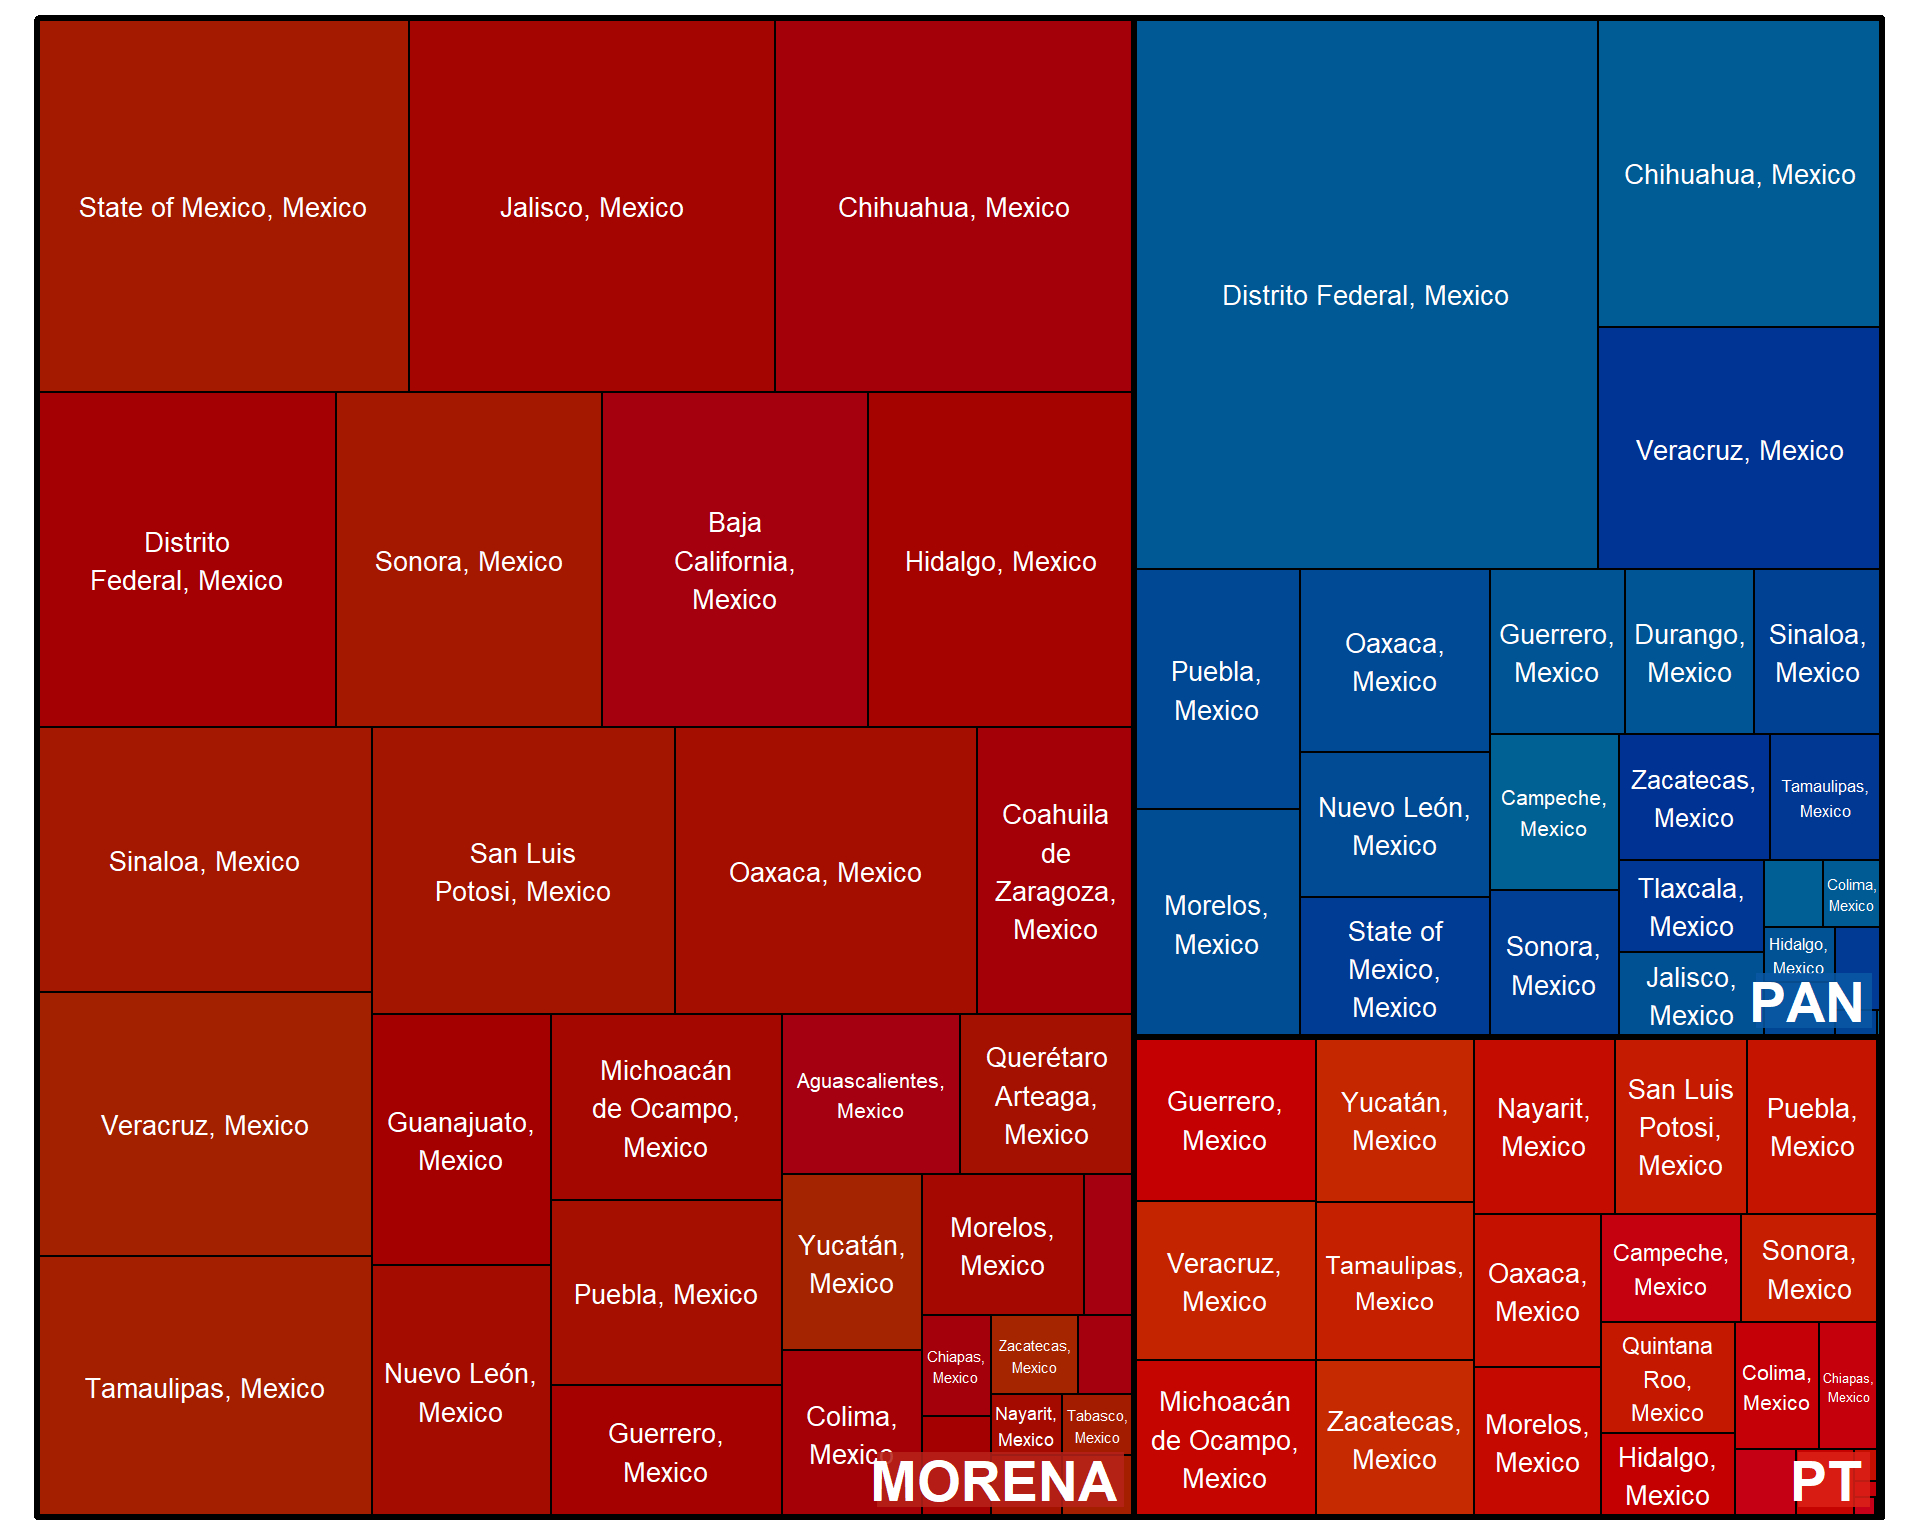 State of Mexico, Mexico
Jalisco, Mexico
Chihuahua, Mexico
Distrito
Federal, Mexico
Sonora, Mexico
Baja
California,
Mexico
Hidalgo, Mexico
Sinaloa, Mexico
San Luis
Potosi, Mexico
Oaxaca, Mexico
Coahuila
de
Zaragoza,
Mexico
Veracruz, Mexico
Tamaulipas, Mexico
Guanajuato,
Mexico
Nuevo León,
Mexico
Michoacán
de Ocampo,
Mexico
Puebla, Mexico
Guerrero,
Mexico
Aguascalientes,
Mexico
Querétaro
Arteaga,
Mexico
Yucatán,
Mexico
Morelos,
Mexico
Colima,
Mexico
Chiapas,
Mexico
Zacatecas,
Mexico
Nayarit,
Mexico
Tabasco,
Mexico
MORENA
Distrito Federal, Mexico
Chihuahua, Mexico
Veracruz, Mexico
Puebla,
Mexico
Morelos,
Mexico
Oaxaca,
Mexico
Nuevo León,
Mexico
State of
Mexico,
Mexico
Guerrero,
Mexico
Durango,
Mexico
Sinaloa,
Mexico
Campeche,
Mexico
Sonora,
Mexico
Zacatecas,
Mexico
Tamaulipas,
Mexico
Tlaxcala,
Mexico
Jalisco,
Mexico
Colima,
Mexico
Hidalgo,
Mexico
PAN
Guerrero,
Mexico
Veracruz,
Mexico
Michoacán
de Ocampo,
Mexico
Yucatán,
Mexico
Tamaulipas,
Mexico
Zacatecas,
Mexico
Nayarit,
Mexico
San Luis
Potosi,
Mexico
Puebla,
Mexico
Oaxaca,
Mexico
Morelos,
Mexico
Campeche,
Mexico
Sonora,
Mexico
Quintana
Roo,
Mexico
Hidalgo,
Mexico
Colima,
Mexico
Chiapas,
Mexico
PT